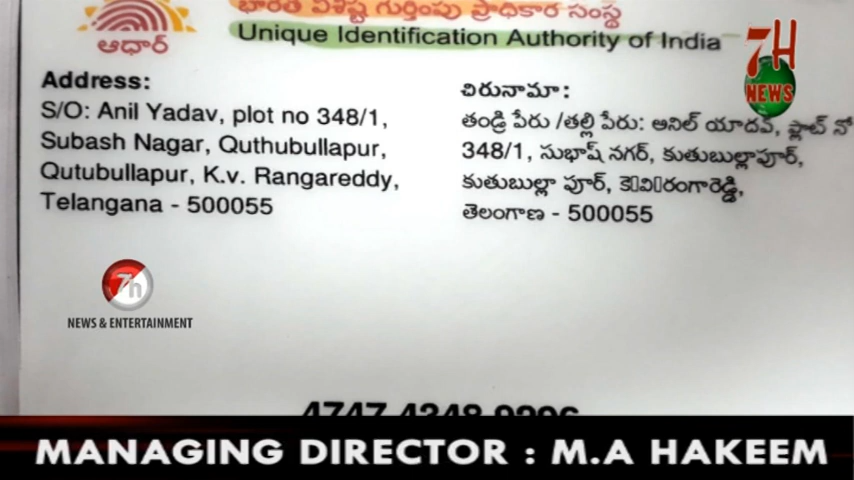 భారత విశిష్ట గుర్తింపు ప్రాధికార సంస్థ
Unique Identification Authority of India
ఆధార్
7H
NEWS
Address:
S/O: Anil Yadav, plot no 348/1,
Subash Nagar, Quthubullapur,
Qutubullapur, K.v. Rangareddy,
Telangana - 500055
చిరునామా:
తండ్రి పేరు /తల్లి పేరు: అనిల్ యాదవ్, ప్లాట్ నో
348/1, సుభాష్ నగర్, కుతుబుల్లాపూర్,
కుతుబుల్లా పూర్, కె.వి.రంగారెడ్డి,
తెలంగాణ - 500055
7h
NEWS & ENTERTAINMENT
MANAGING DIRECTOR : M.A HAKEEM